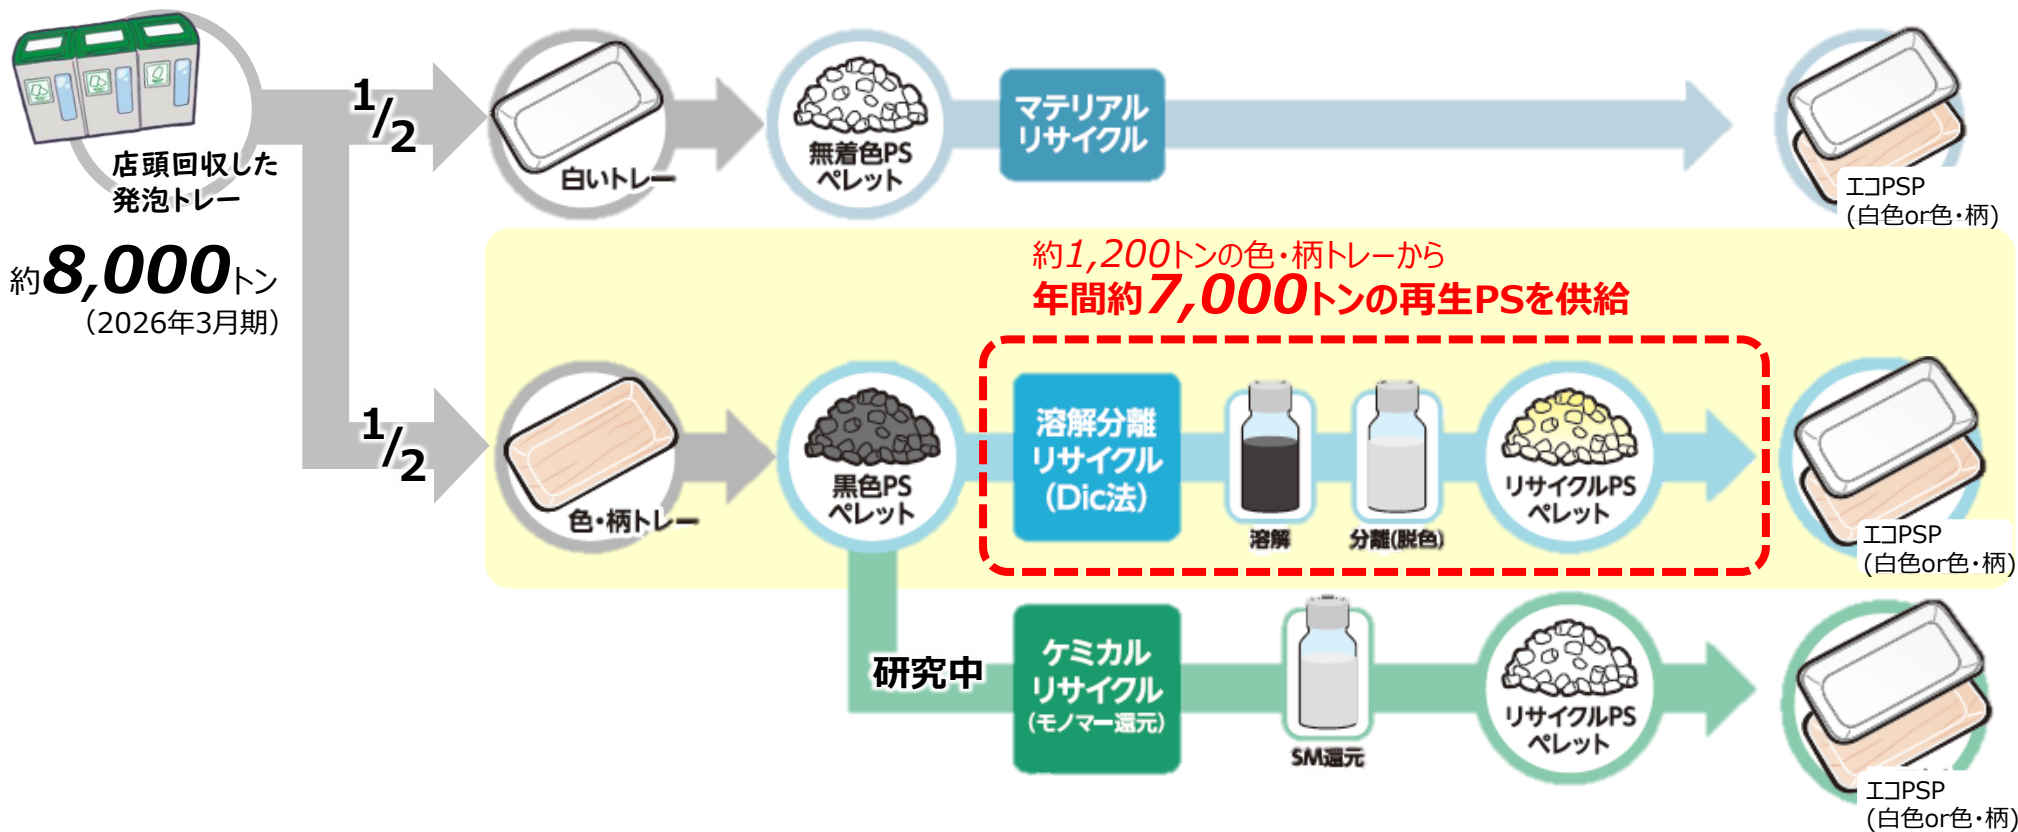 店頭回収した
発泡トレー
約8,000トン
（2026年3月期）
1/2
白いトレー
無着色PS
ペレット
マテリアル
リサイクル
エコPSP
(白色or色・柄)
約1,200トンの色・柄トレーから
年間約7,000トンの再生PSを供給
1/2
色・柄トレー
黒色PS
ペレット
溶解分離
リサイクル
(Dic法)
溶解
分離(脱色)
リサイクルPS
ペレット
エコPSP
(白色or色・柄)
研究中
ケミカル
リサイクル
(モノマー還元)
SM還元
リサイクルPS
ペレット
エコPSP
(白色or色・柄)